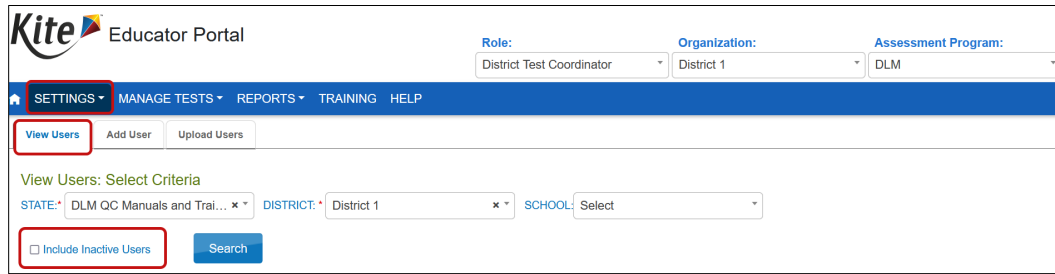 Kite Educator Portal
Role: Organization: Assessment Program:
District Test Coordinator District 1 DLM
SETTINGS MANAGE TESTS REPORTS TRAINING HELP
View Users Add User Upload Users
View Users: Select Criteria
STATE:* DLM QC Manuals and Trai... × DISTRICT: * District 1 × SCHOOL: Select
Include Inactive Users Search